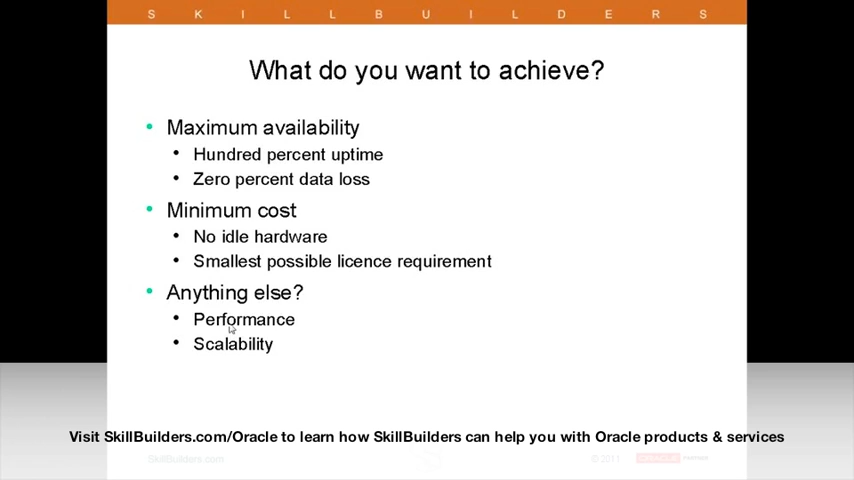 SKILLBUILDERS
What do you want to achieve?
Maximum availability
Hundred percent uptime
Zero percent data loss
Minimum cost
No idle hardware
Smallest possible licence requirement
Anything else?
Performance
Scalability
Visit SkillBuilders.com/Oracle to learn how SkillBuilders can help you with Oracle products & services
SkillBuilders.com
© 2011
ORACLE